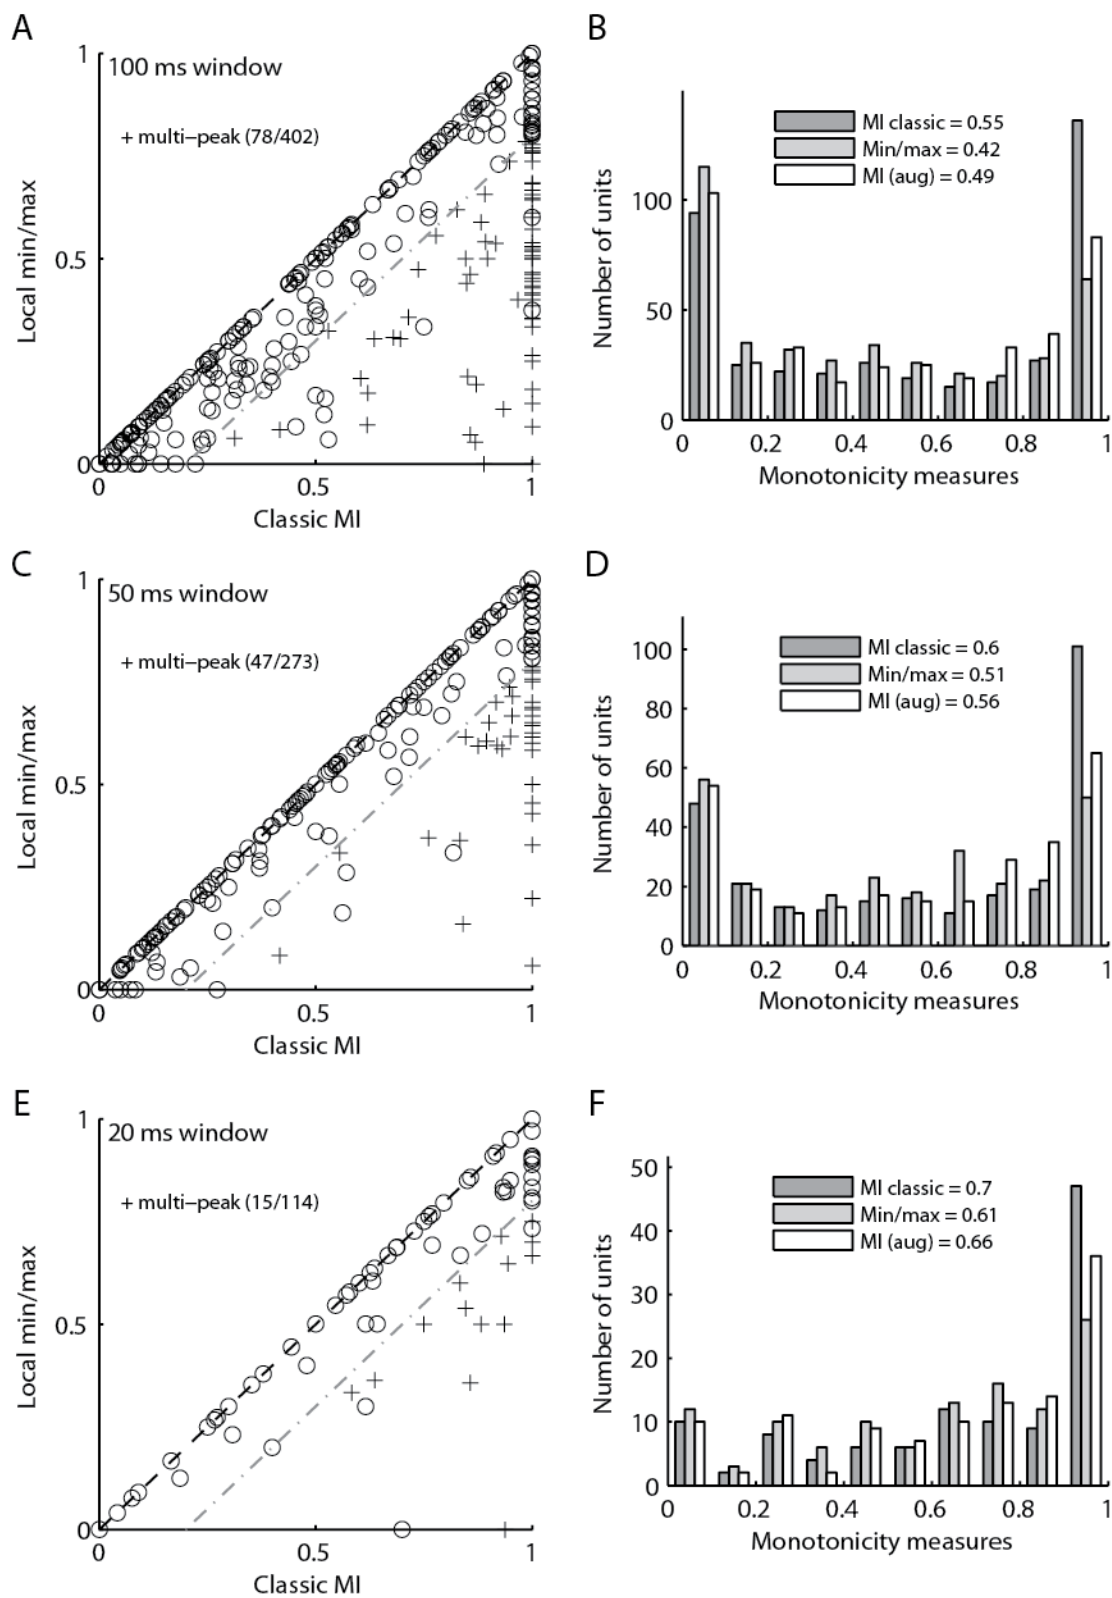 A
1
100 ms window
+ multi–peak (78/402)
Local min/max
0.5
0
0
0.5
1
Classic MI
B
MI classic = 0.55
Min/max = 0.42
MI (aug) = 0.49
Number of units
100
50
0
0
0.2
0.4
0.6
0.8
1
Monotonicity measures
C
1
50 ms window
+ multi–peak (47/273)
Local min/max
0.5
0
0
0.5
1
Classic MI
D
MI classic = 0.6
Min/max = 0.51
MI (aug) = 0.56
Number of units
100
80
60
40
20
0
0
0.2
0.4
0.6
0.8
1
Monotonicity measures
E
1
20 ms window
+ multi–peak (15/114)
Local min/max
0.5
0
0
0.5
1
Classic MI
F
MI classic = 0.7
Min/max = 0.61
MI (aug) = 0.66
Number of units
50
40
30
20
10
0
0
0.2
0.4
0.6
0.8
1
Monotonicity measures